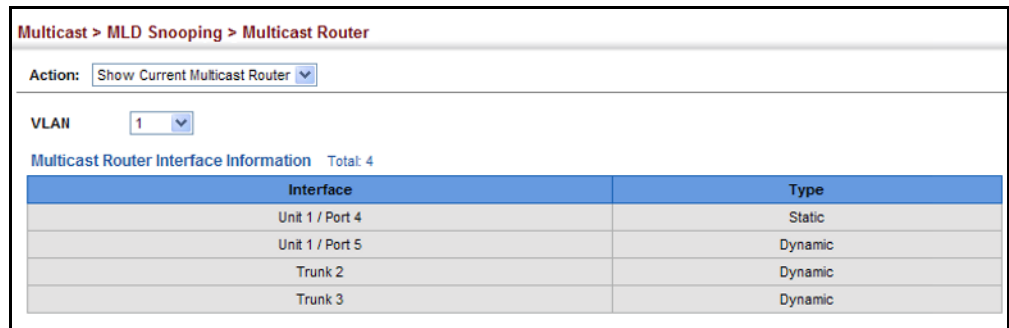 Multicast > MLD Snooping > Multicast Router
Action: Show Current Multicast Router
VLAN 1
Multicast Router Interface Information Total: 4
Interface Type
Unit 1 / Port 4 Static
Unit 1 / Port 5 Dynamic
Trunk 2 Dynamic
Trunk 3 Dynamic